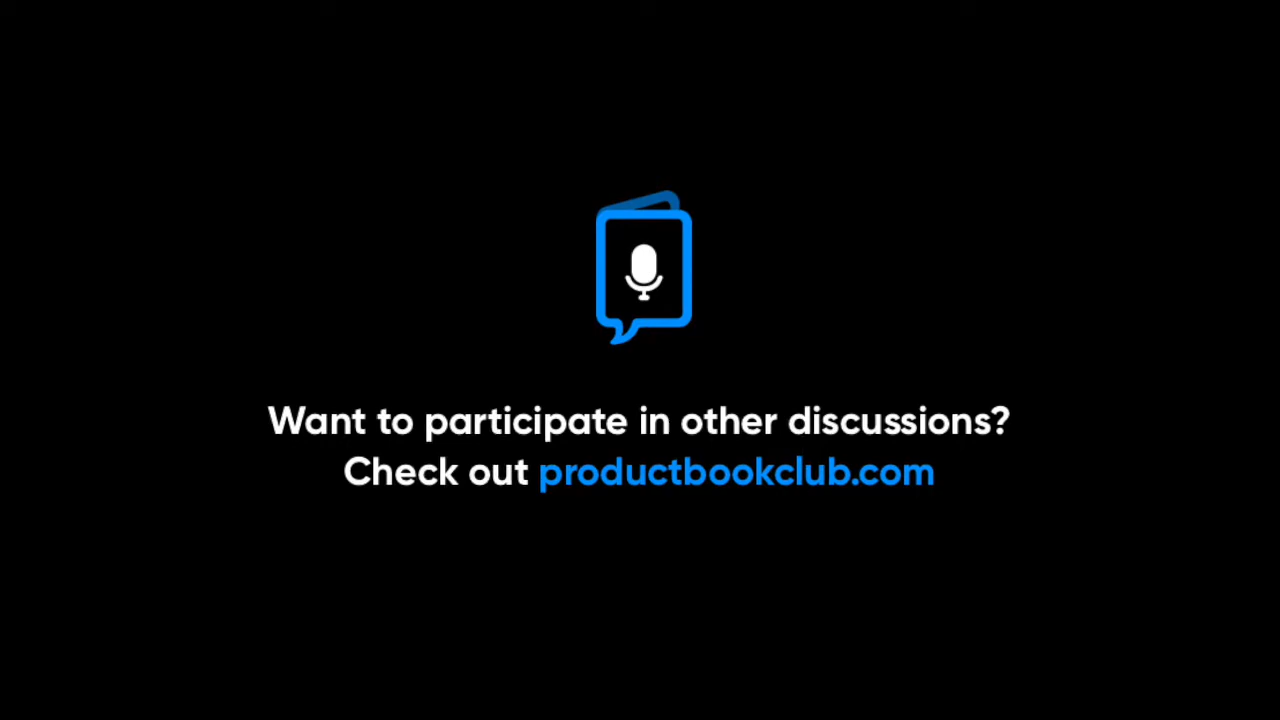 Want to participate in other discussions?
Check out productbookclub.com